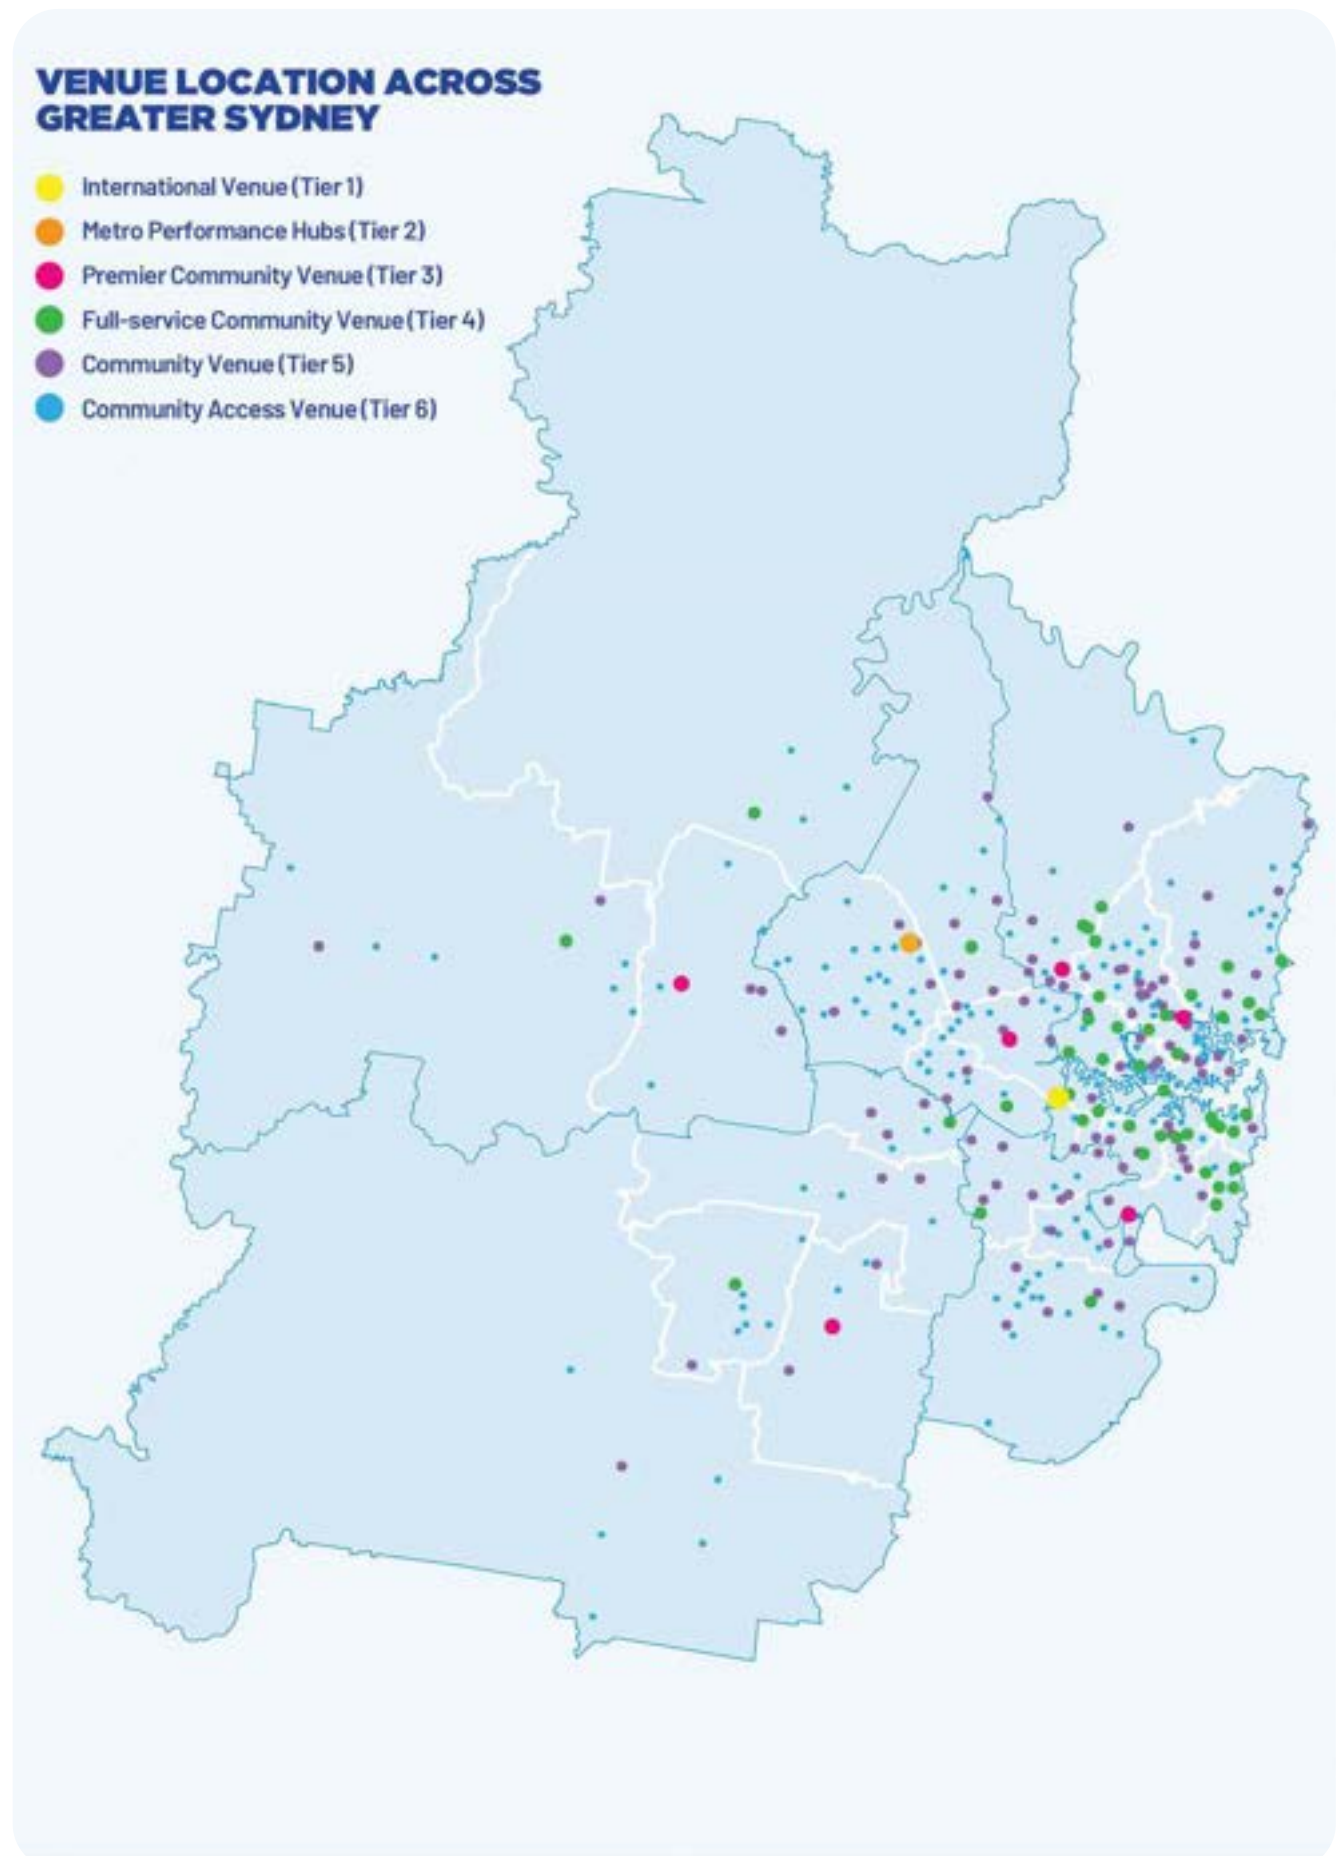 VENUE LOCATION ACROSS
GREATER SYDNEY
International Venue (Tier 1)
Metro Performance Hubs (Tier 2)
Premier Community Venue (Tier 3)
Full-service Community Venue (Tier 4)
Community Venue (Tier 5)
Community Access Venue (Tier 6)